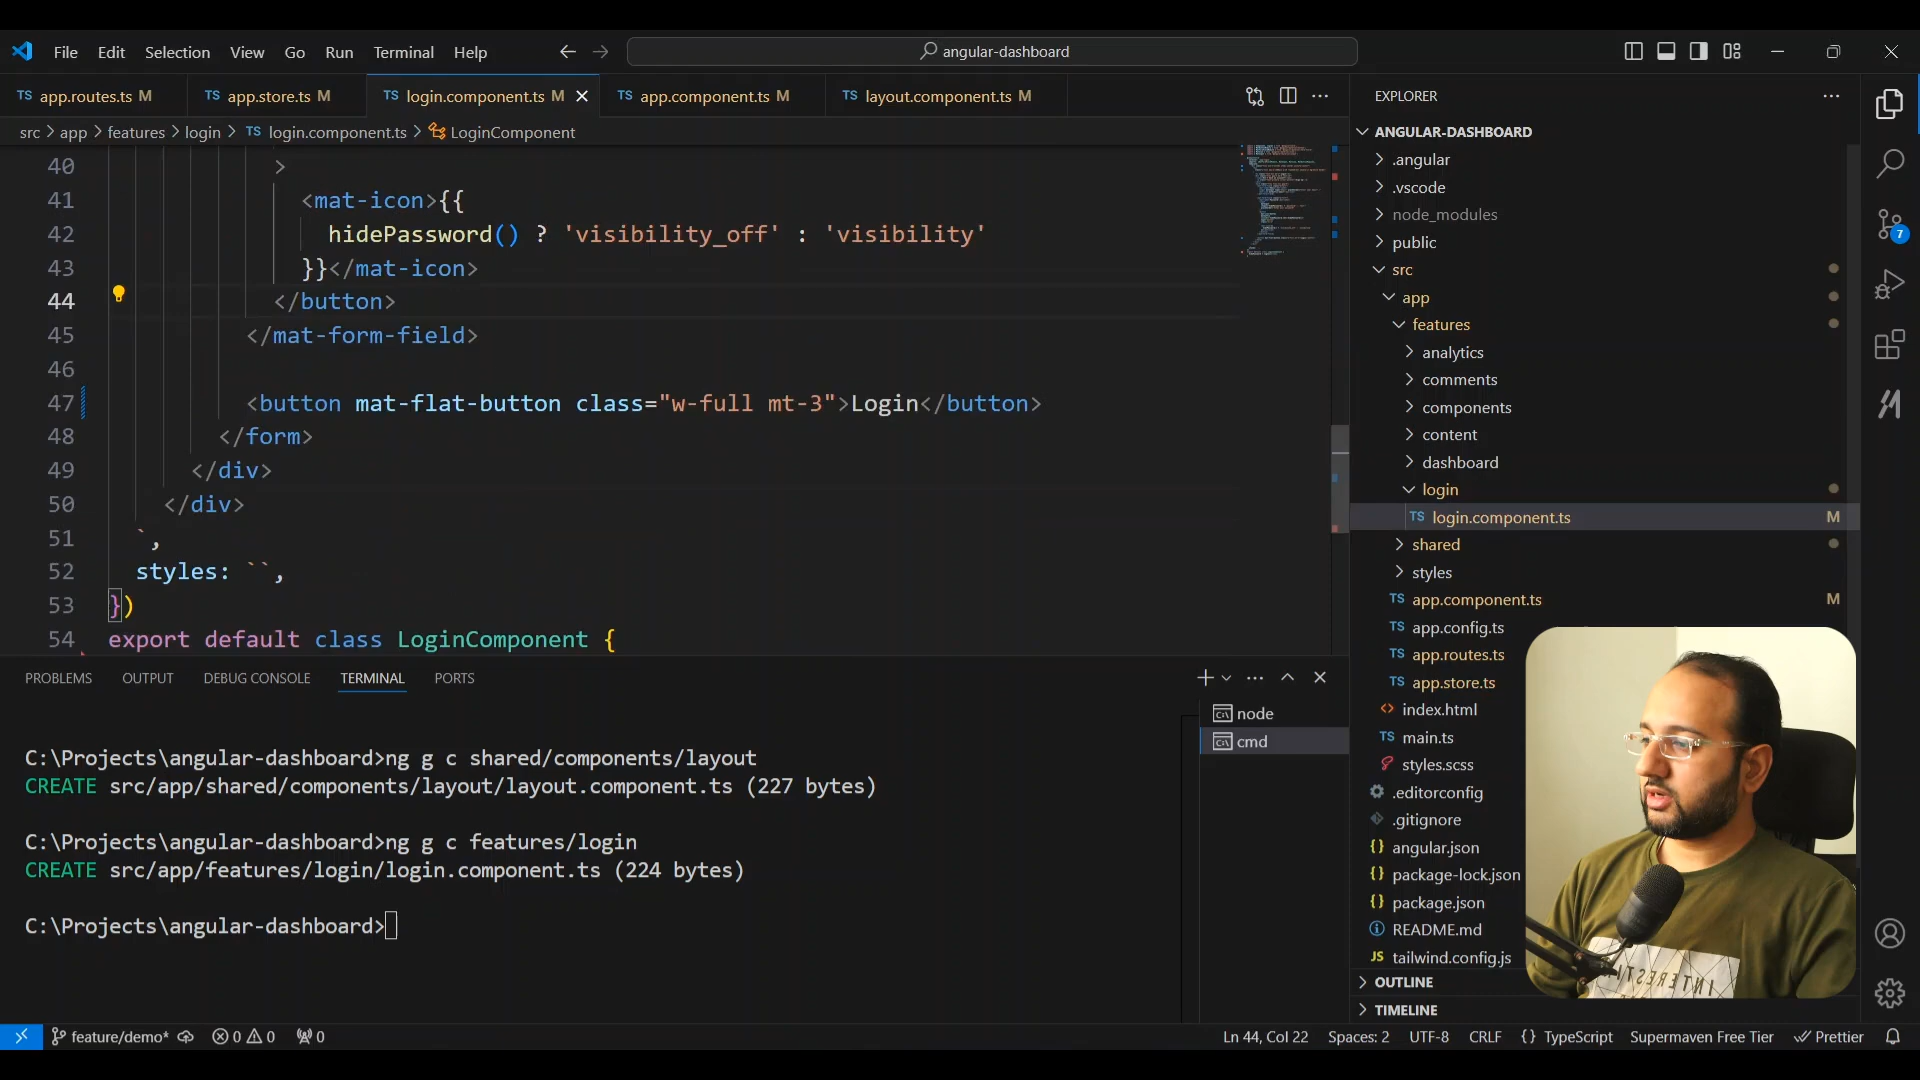 File Edit Selection View Go Run Terminal Help
angular-dashboard
TS app.routes.ts M
TS app.store.ts M
TS login.component.ts M
TS app.component.ts M
TS layout.component.ts M
src > app > features > login > TS login.component.ts > LoginComponent
40 >
41 <mat-icon>{{
42 hidePassword() ? 'visibility_off' : 'visibility'
43 }}</mat-icon>
44 </button>
45 </mat-form-field>
46
47 <button mat-flat-button class="w-full mt-3">Login</button>
48 </form>
49 </div>
50 </div>
51 `,
52 styles: ``,
53 })
54 export default class LoginComponent {
PROBLEMS OUTPUT DEBUG CONSOLE TERMINAL PORTS
C:\Projects\angular-dashboard>ng g c shared/components/layout
CREATE src/app/shared/components/layout/layout.component.ts (227 bytes)
C:\Projects\angular-dashboard>ng g c features/login
CREATE src/app/features/login/login.component.ts (224 bytes)
C:\Projects\angular-dashboard>
node
cmd
EXPLORER
ANGULAR-DASHBOARD
.angular
.vscode
node_modules
public
src
app
features
analytics
comments
components
content
dashboard
login
TS login.component.ts M
shared
styles
TS app.component.ts M
TS app.config.ts
TS app.routes.ts
TS app.store.ts
index.html
TS main.ts
styles.scss
.editorconfig
.gitignore
{} angular.json
{} package-lock.json
{} package.json
README.md
JS tailwind.config.js
OUTLINE
TIMELINE
7
feature/demo* 0 0 0
Ln 44, Col 22 Spaces: 2 UTF-8 CRLF {} TypeScript Supermaven Free Tier Prettier